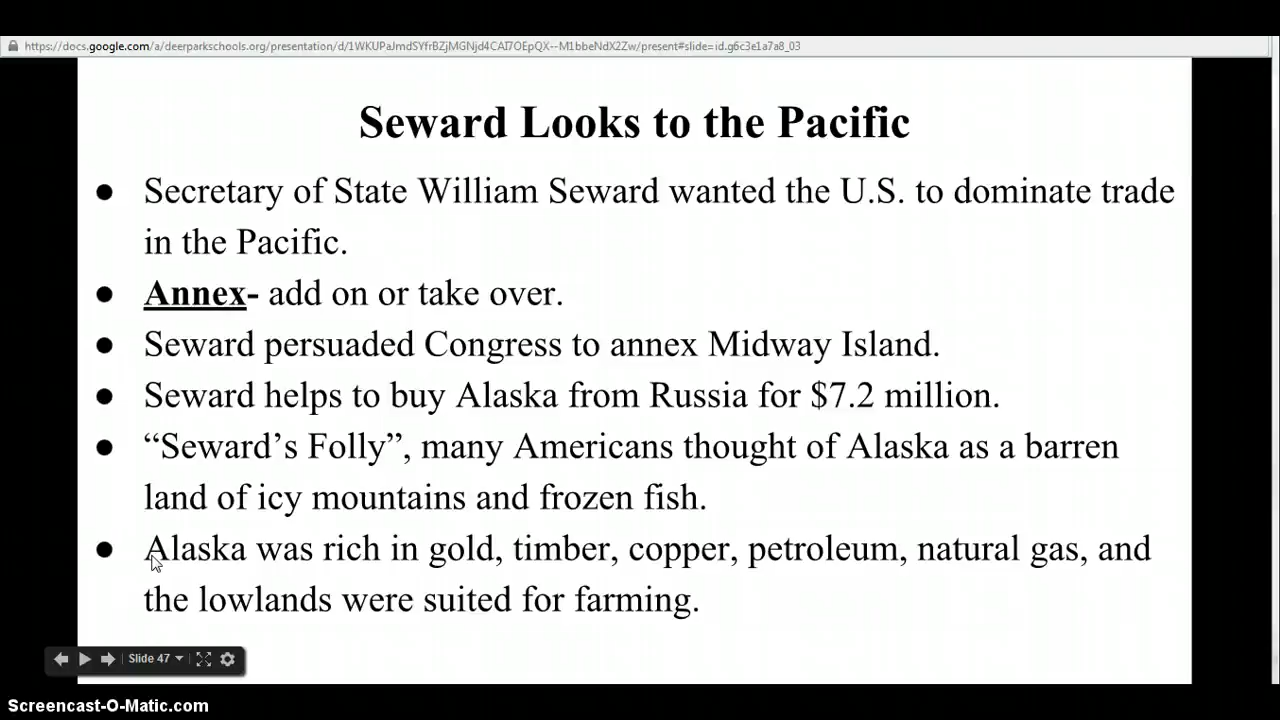 https://docs.google.com/a/deerparkschools.org/presentation/d/1WKUPaJmdSYfrBZjMGNjd4CAI7OEpQX--M1bbeNdX2Zw/present#slide=id.g6c3e1a7a8_03
Seward Looks to the Pacific
● Secretary of State William Seward wanted the U.S. to dominate trade
in the Pacific.
● Annex- add on or take over.
● Seward persuaded Congress to annex Midway Island.
● Seward helps to buy Alaska from Russia for $7.2 million.
● “Seward’s Folly”, many Americans thought of Alaska as a barren
land of icy mountains and frozen fish.
● Alaska was rich in gold, timber, copper, petroleum, natural gas, and
the lowlands were suited for farming.
Slide 47
Screencast-O-Matic.com